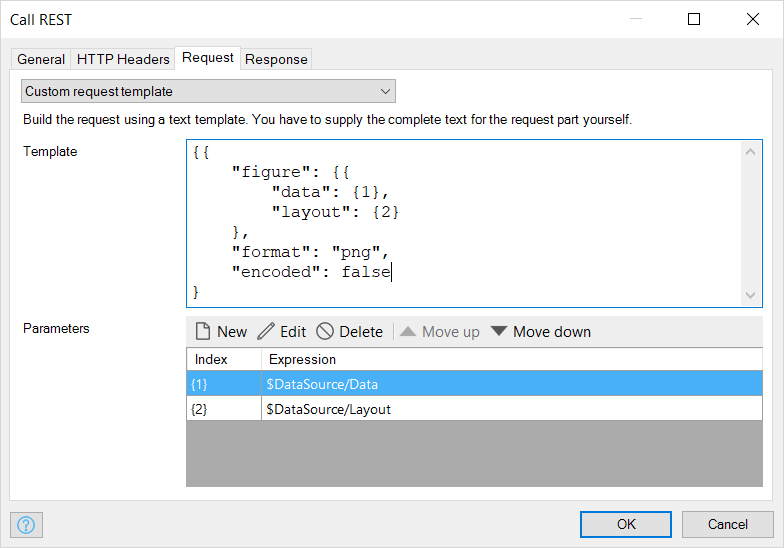 Call REST
General HTTP Headers Request Response
Custom request template
Build the request using a text template. You have to supply the complete text for the request part yourself.
Template
{{
"figure": {{
"data": {1},
"layout": {2}
},
"format": "png",
"encoded": false
}
Parameters
New Edit Delete Move up Move down
Index Expression
{1} $DataSource/Data
{2} $DataSource/Layout
? OK Cancel